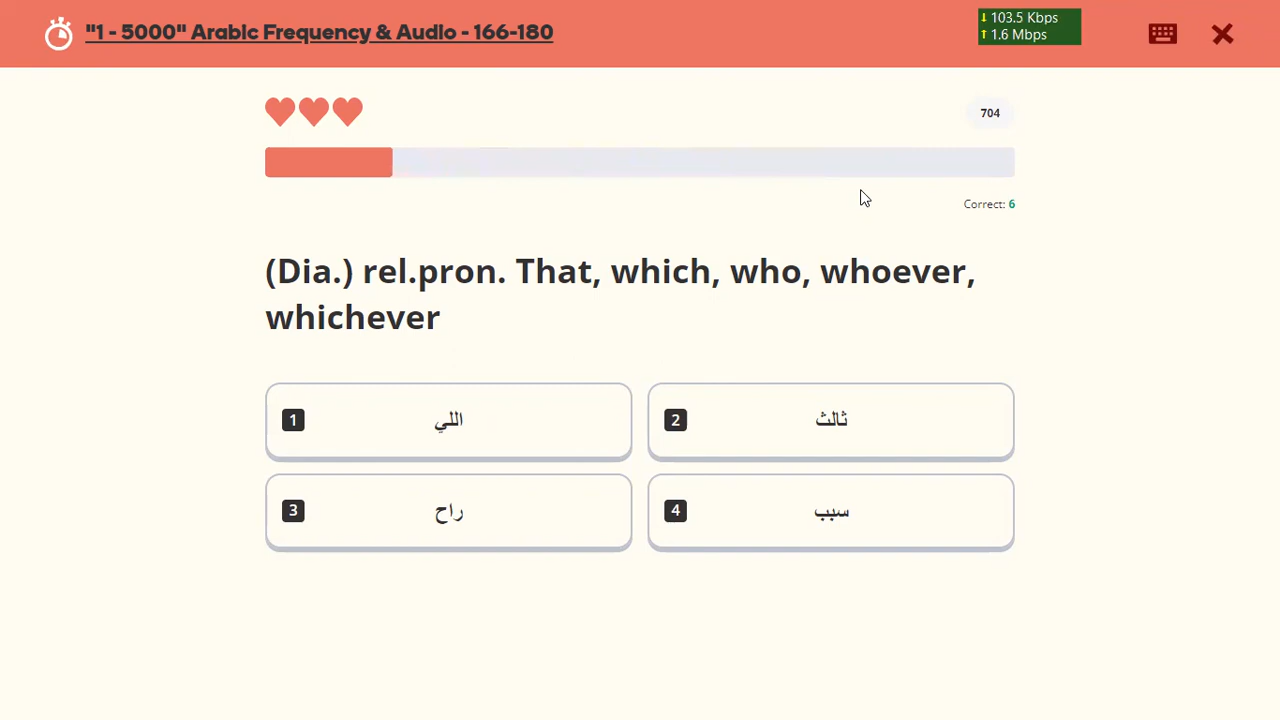 "1 - 5000" Arabic Frequency & Audio - 166-180
↓ 103.5 Kbps
↑ 1.6 Mbps
704
Correct: 6
(Dia.) rel.pron. That, which, who, whoever,
whichever
1 اللي
2 ثالث
3 راح
4 سبب